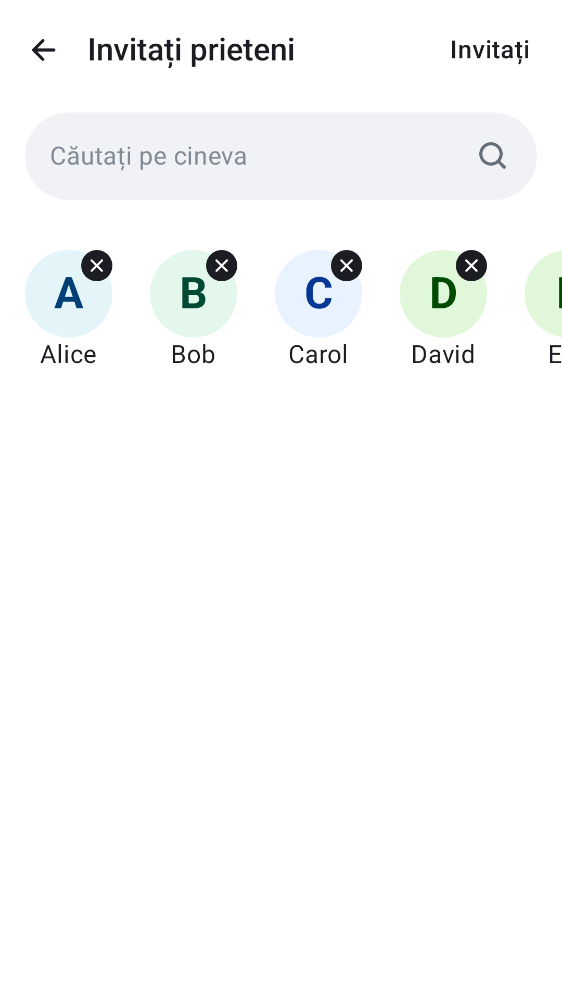 Invitați prieteni
Invitați
Căutați pe cineva
A B C D
Alice Bob Carol David E